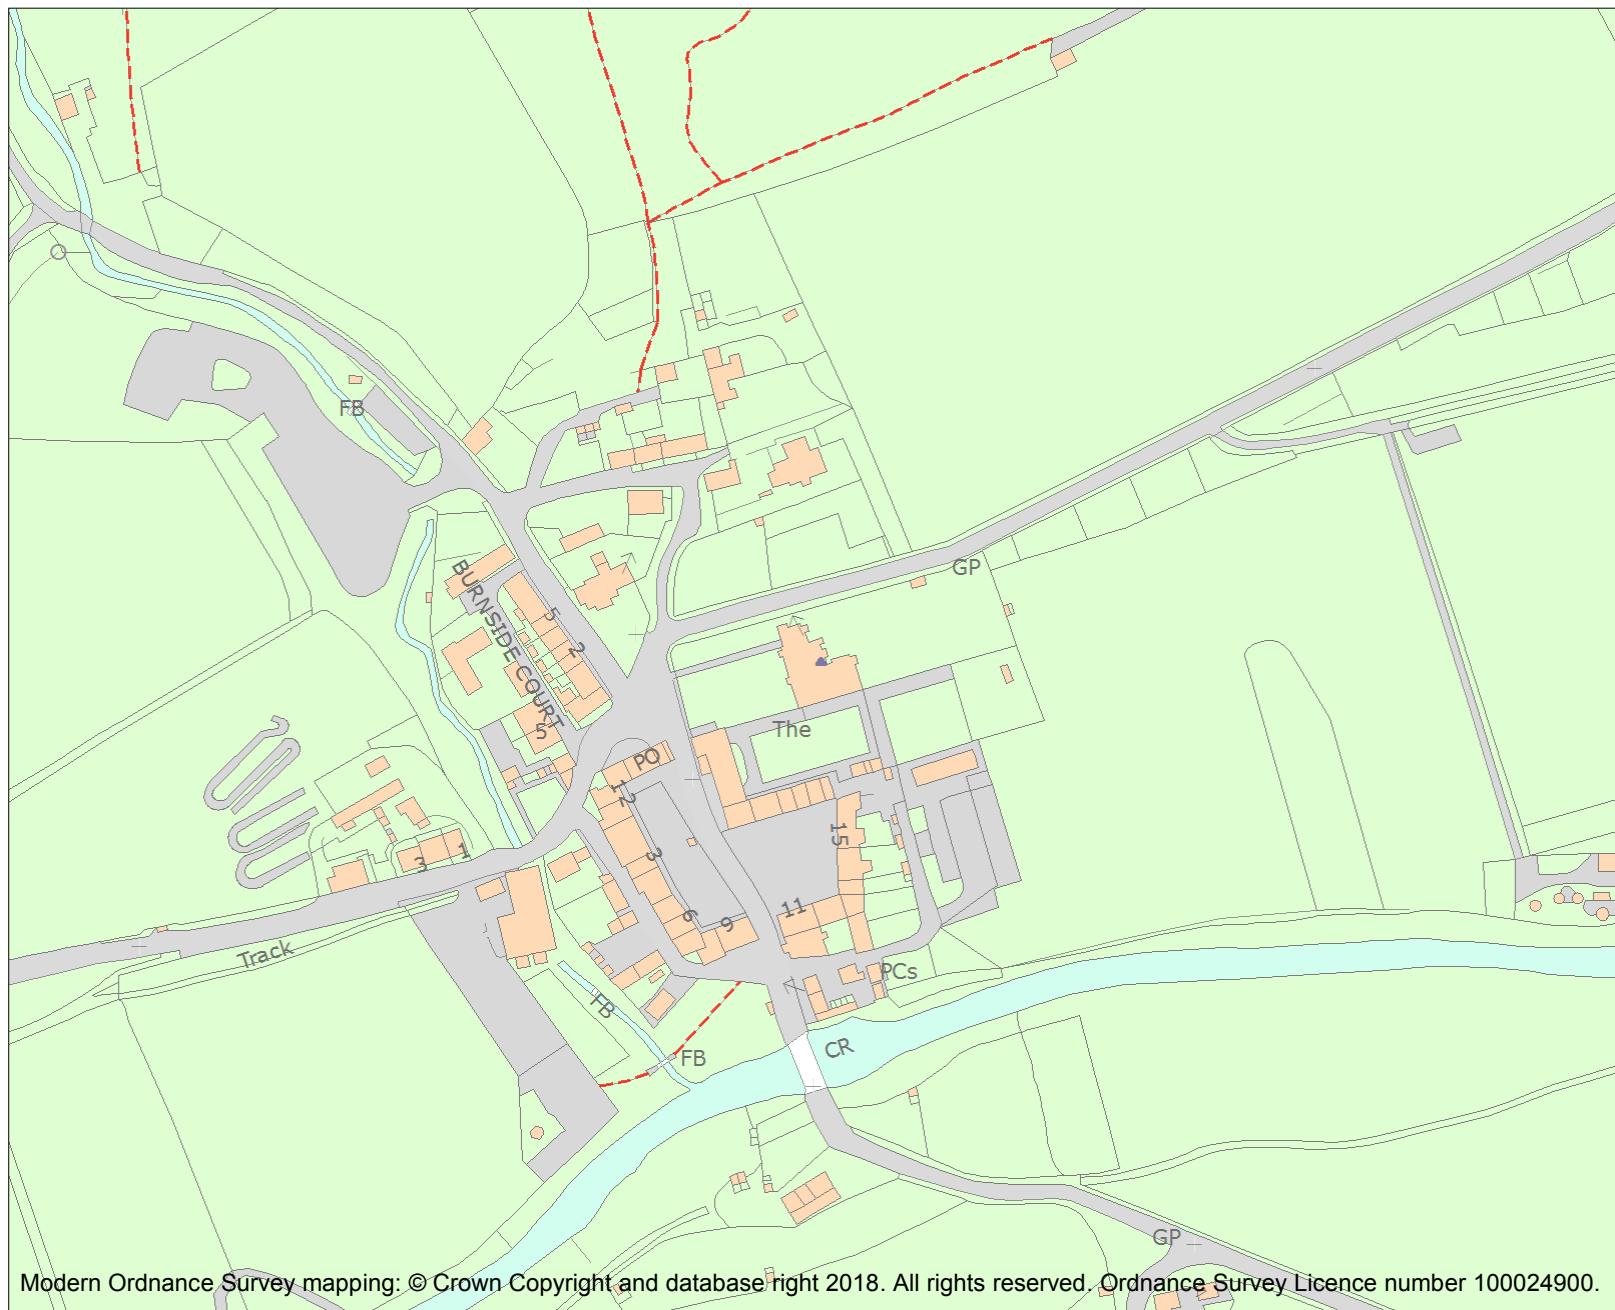 FB
GP
BURNSIDE COURT
5
2
5
The
PO
12
3
15
1
3
6
9
11
Track
PCs
FB
CR
FB
GP
Modern Ordnance Survey mapping: © Crown Copyright and database right 2018. All rights reserved. Ordnance Survey Licence number 100024900.